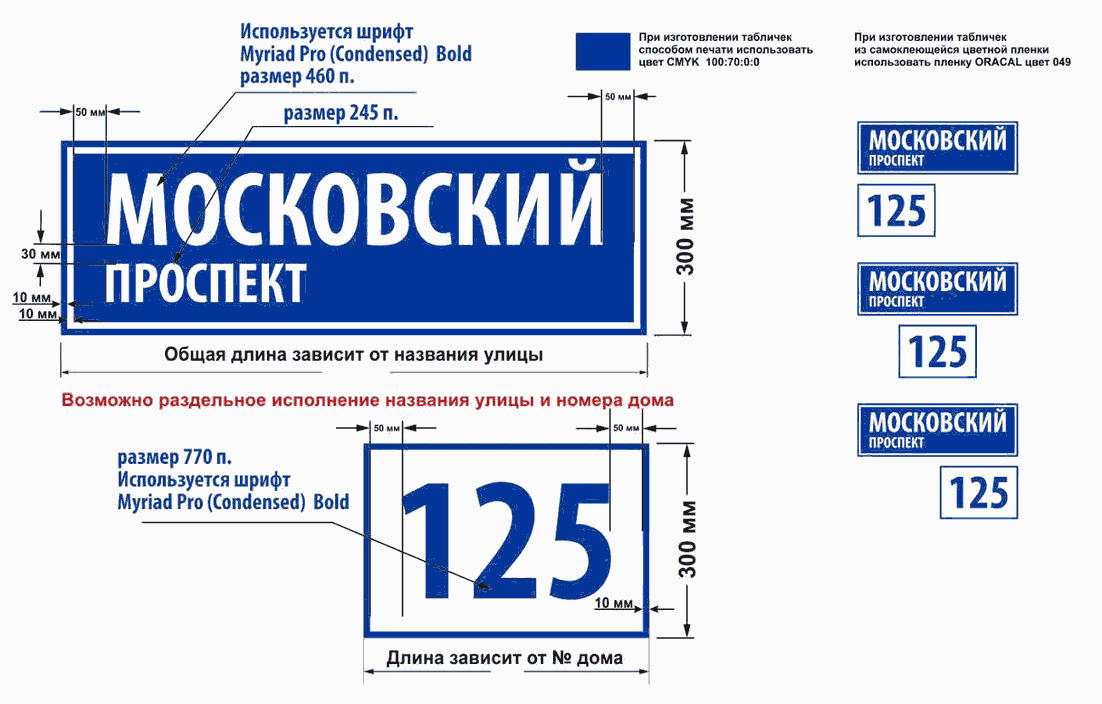 Используется шрифт
Myriad Pro (Condensed) Bold
размер 460 п.
размер 245 п.
При изготовлении табличек
способом печати использовать
цвет CMYK 100:70:0:0
При изготовлении табличек
из самоклеющейся цветной пленки
использовать пленку ORACAL цвет 049
50 мм
50 мм
МОСКОВСКИЙ
ПРОСПЕКТ
30 мм
10 мм
10 мм
300 мм
Общая длина зависит от названия улицы
Возможно раздельное исполнение названия улицы и номера дома
50 мм
50 мм
размер 770 п.
Используется шрифт
Myriad Pro (Condensed) Bold
125
10 мм
300 мм
Длина зависит от № дома
МОСКОВСКИЙ
ПРОСПЕКТ
125
МОСКОВСКИЙ
ПРОСПЕКТ
125
МОСКОВСКИЙ
ПРОСПЕКТ
125